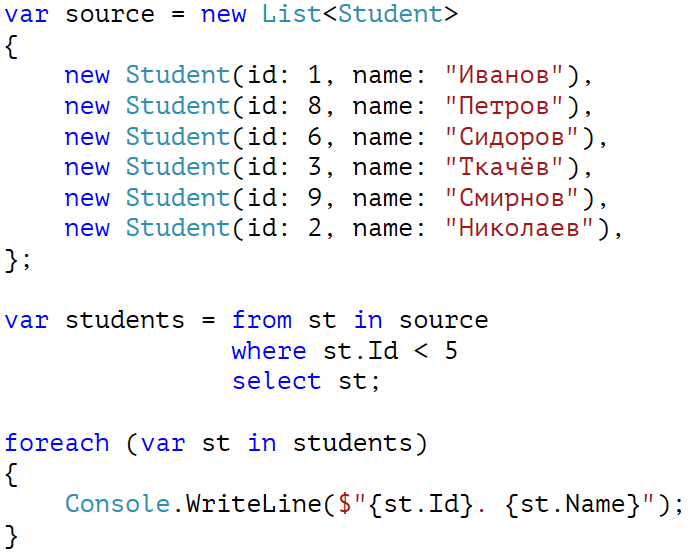 var source = new List<Student>
{
    new Student(id: 1, name: "Иванов"),
    new Student(id: 8, name: "Петров"),
    new Student(id: 6, name: "Сидоров"),
    new Student(id: 3, name: "Ткачёв"),
    new Student(id: 9, name: "Смирнов"),
    new Student(id: 2, name: "Николаев"),
};

var students = from st in source
               where st.Id < 5
               select st;

foreach (var st in students)
{
    Console.WriteLine($"{st.Id}. {st.Name}");
}